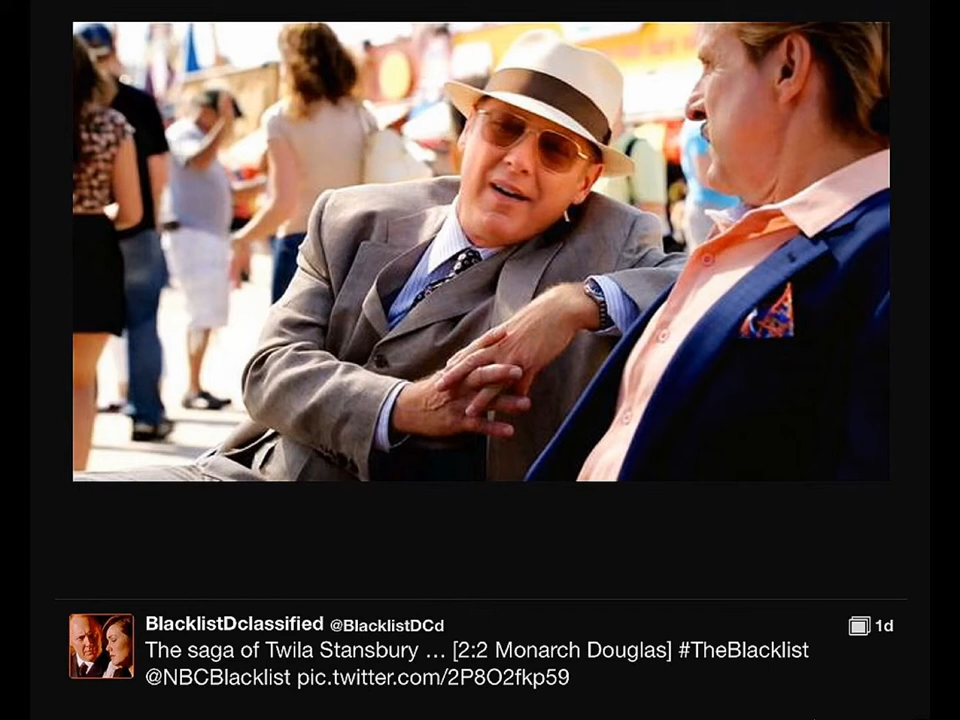 BlacklistDclassified @BlacklistDCd 1d
The saga of Twila Stansbury ... [2:2 Monarch Douglas] #TheBlacklist
@NBCBlacklist pic.twitter.com/2P8O2fkp59